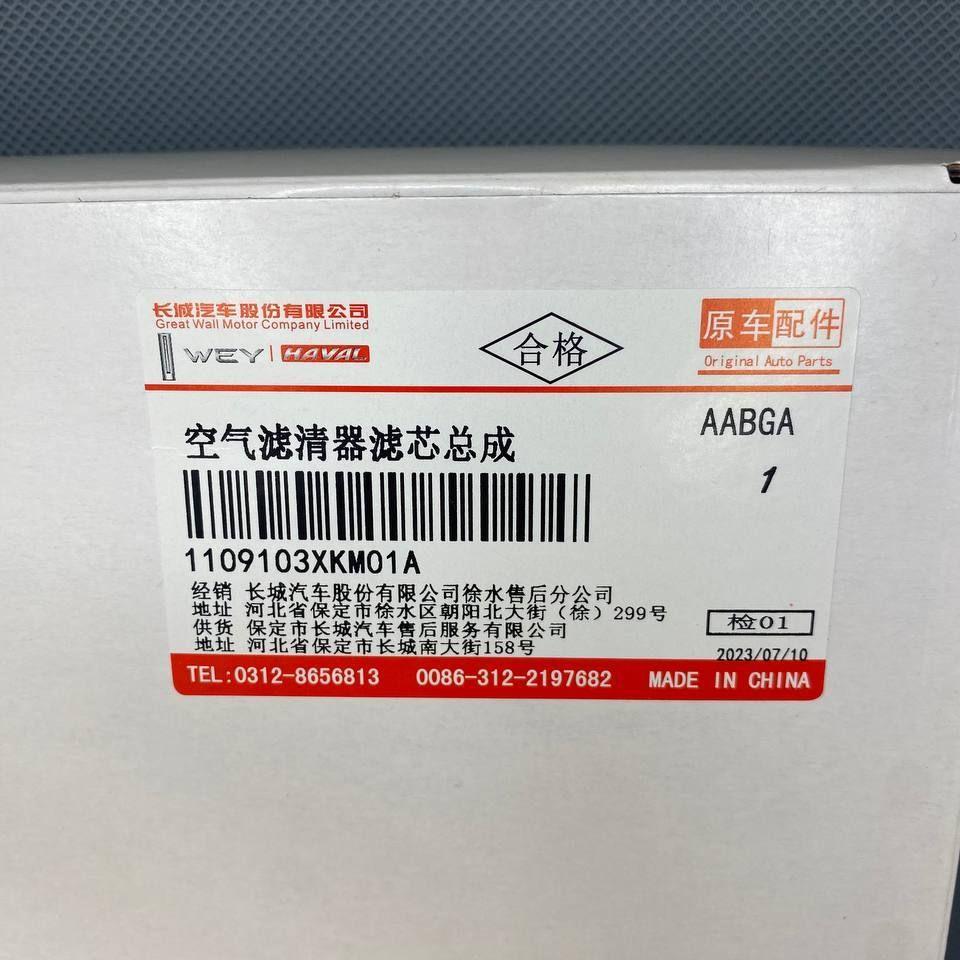 长城汽车股份有限公司
Great Wall Motor Company Limited
WEY HAVAL
合格
原车配件
Original Auto Parts
空气滤清器滤芯总成
AABGA
1
1109103XKM01A
经销 长城汽车股份有限公司徐水售后分公司
地址 河北省保定市徐水区朝阳北大街（徐）299号
供货 保定市长城汽车售后服务有限公司
地址 河北省保定市长城南大街158号
检01
2023/07/10
TEL:0312-8656813 0086-312-2197682 MADE IN CHINA